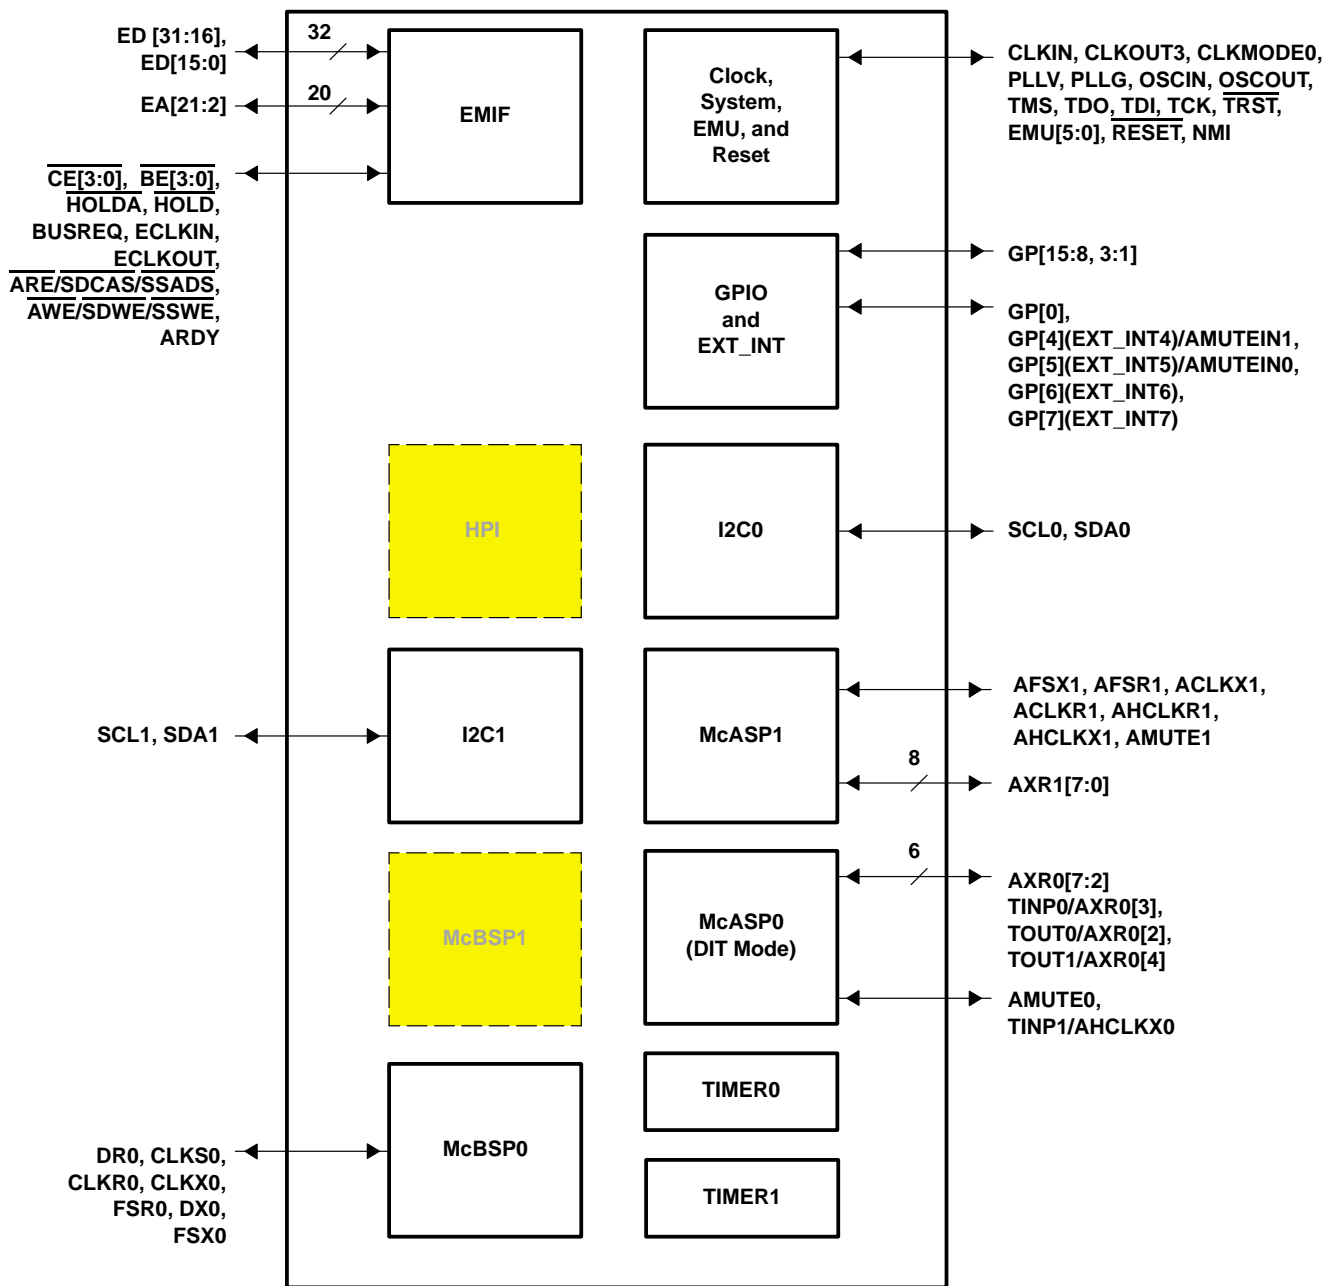 ED [31:16],
ED[15:0]
32
EA[21:2]
20
CE[3:0], BE[3:0],
HOLDA, HOLD,
BUSREQ, ECLKIN,
ECLKOUT,
ARE/SDCAS/SSADS,
AWE/SDWE/SSWE,
ARDY
EMIF
Clock,
System,
EMU, and
Reset
CLKIN, CLKOUT3, CLKMODE0,
PLLV, PLLG, OSCIN, OSCOUT,
TMS, TDO, TDI, TCK, TRST,
EMU[5:0], RESET, NMI
GPIO
and
EXT_INT
GP[15:8, 3:1]
GP[0],
GP[4](EXT_INT4)/AMUTEIN1,
GP[5](EXT_INT5)/AMUTEIN0,
GP[6](EXT_INT6),
GP[7](EXT_INT7)
HPI
I2C0
SCL0, SDA0
SCL1, SDA1
I2C1
McASP1
AFSX1, AFSR1, ACLKX1,
ACLKR1, AHCLKR1,
AHCLKX1, AMUTE1
8
AXR1[7:0]
McBSP1
McASP0
(DIT Mode)
6
AXR0[7:2]
TINP0/AXR0[3],
TOUT0/AXR0[2],
TOUT1/AXR0[4]
AMUTE0,
TINP1/AHCLKX0
DR0, CLKS0,
CLKR0, CLKX0,
FSR0, DX0,
FSX0
McBSP0
TIMER0
TIMER1